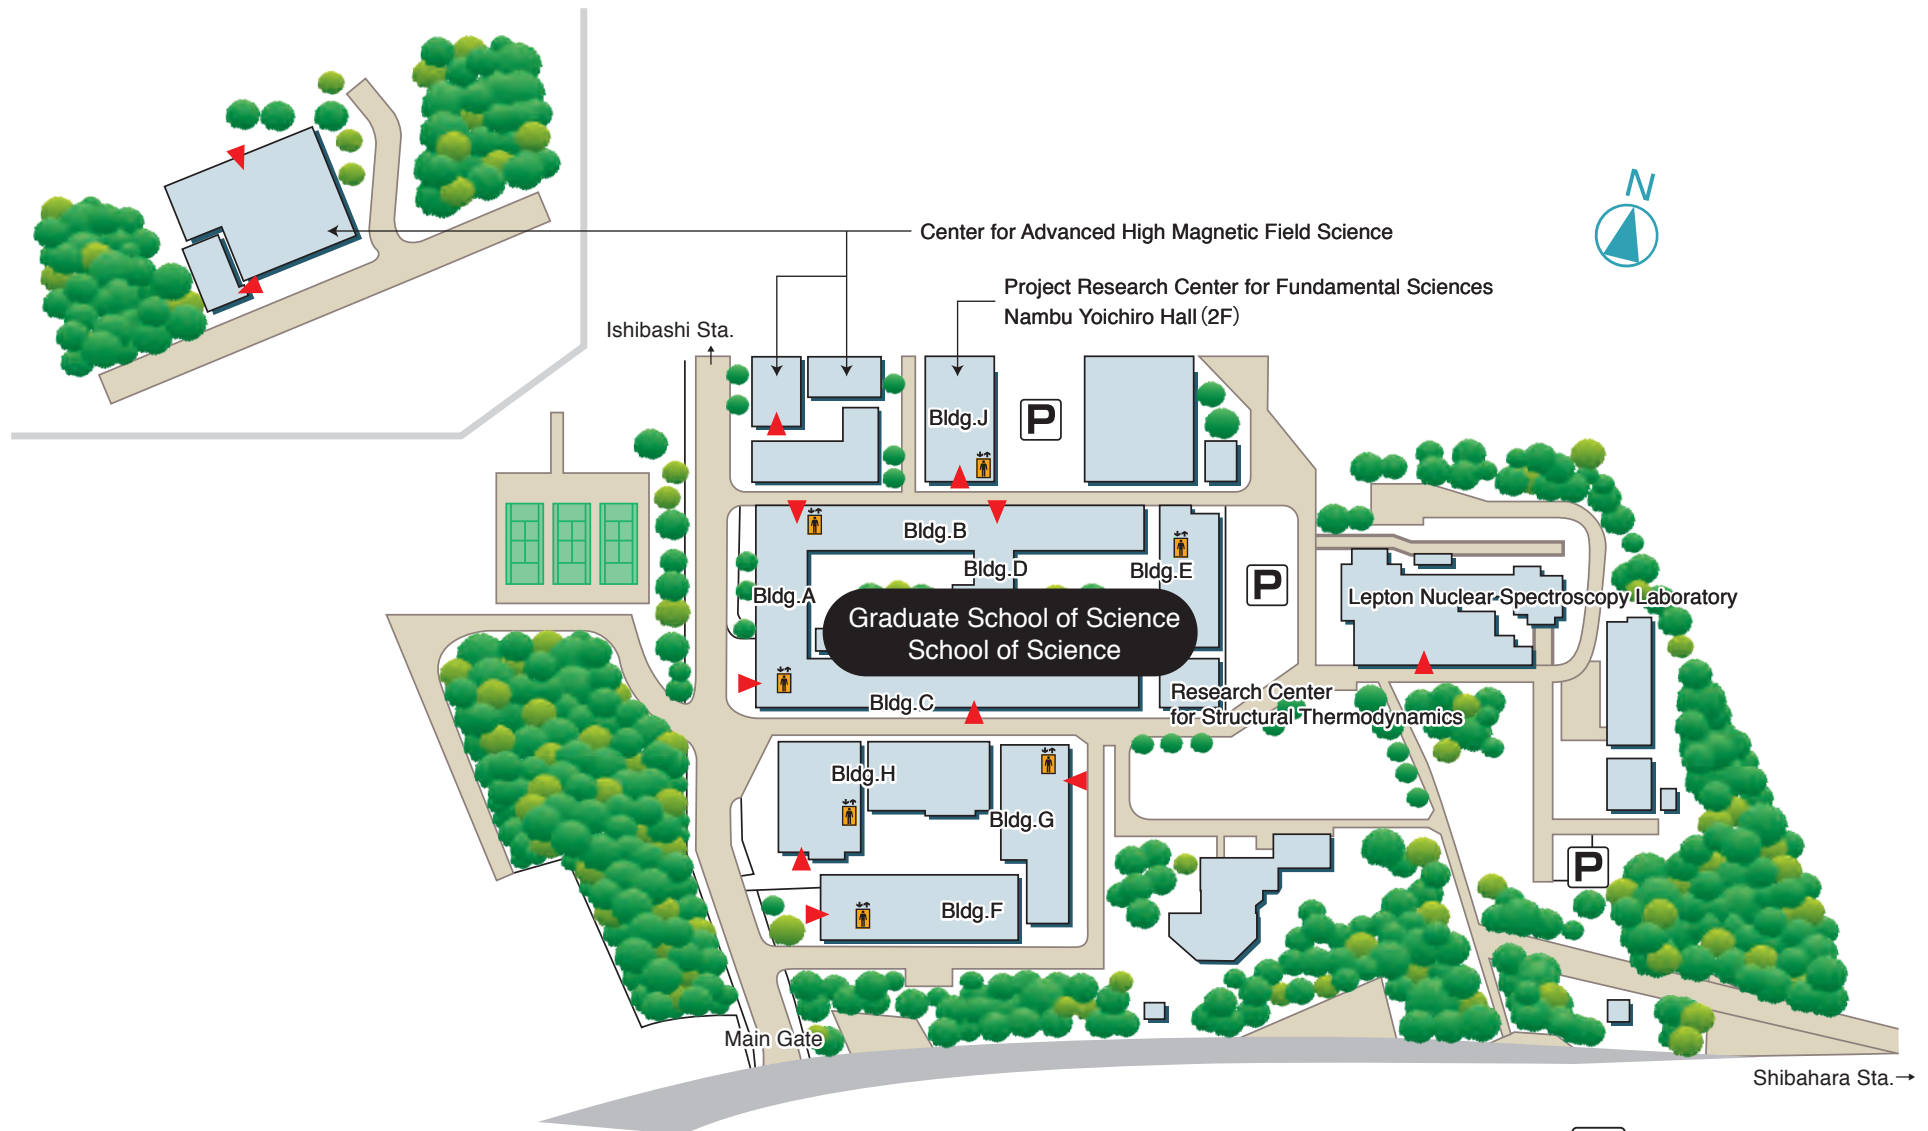 N
Center for Advanced High Magnetic Field Science
Project Research Center for Fundamental Sciences
Nambu Yoichiro Hall (2F)
Ishibashi Sta.
Bldg.J
P
Bldg.B
Bldg.D
Bldg.E
Bldg.A
P
Lepton Nuclear Spectroscopy Laboratory
Graduate School of Science
School of Science
Bldg.C
Research Center
for Structural Thermodynamics
Bldg.H
Bldg.G
P
Bldg.F
Main Gate
Shibahara Sta.